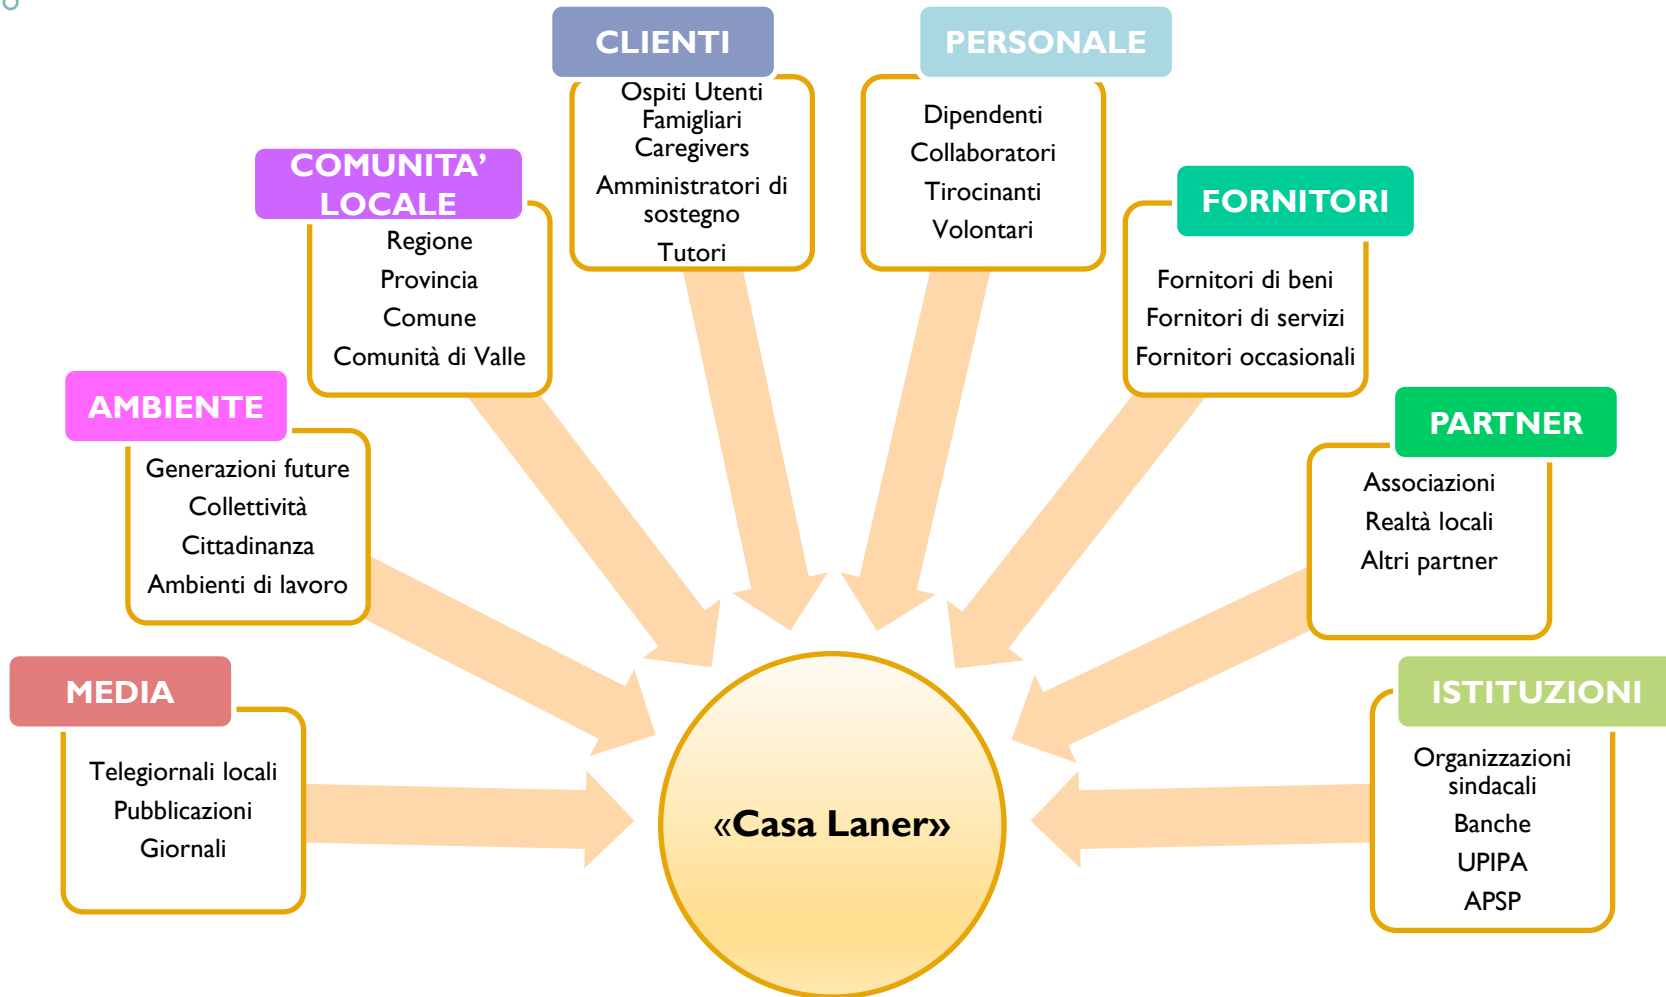 CLIENTI
Ospiti Utenti
Famigliari
Caregivers
Amministratori di
sostegno
Tutori
PERSONALE
Dipendenti
Collaboratori
Tirocinanti
Volontari
COMUNITA’
LOCALE
Regione
Provincia
Comune
Comunità di Valle
FORNITORI
Fornitori di beni
Fornitori di servizi
Fornitori occasionali
AMBIENTE
Generazioni future
Collettività
Cittadinanza
Ambienti di lavoro
PARTNER
Associazioni
Realtà locali
Altri partner
MEDIA
Telegiornali locali
Pubblicazioni
Giornali
ISTITUZIONI
Organizzazioni
sindacali
Banche
UPIPA
APSP
«Casa Laner»